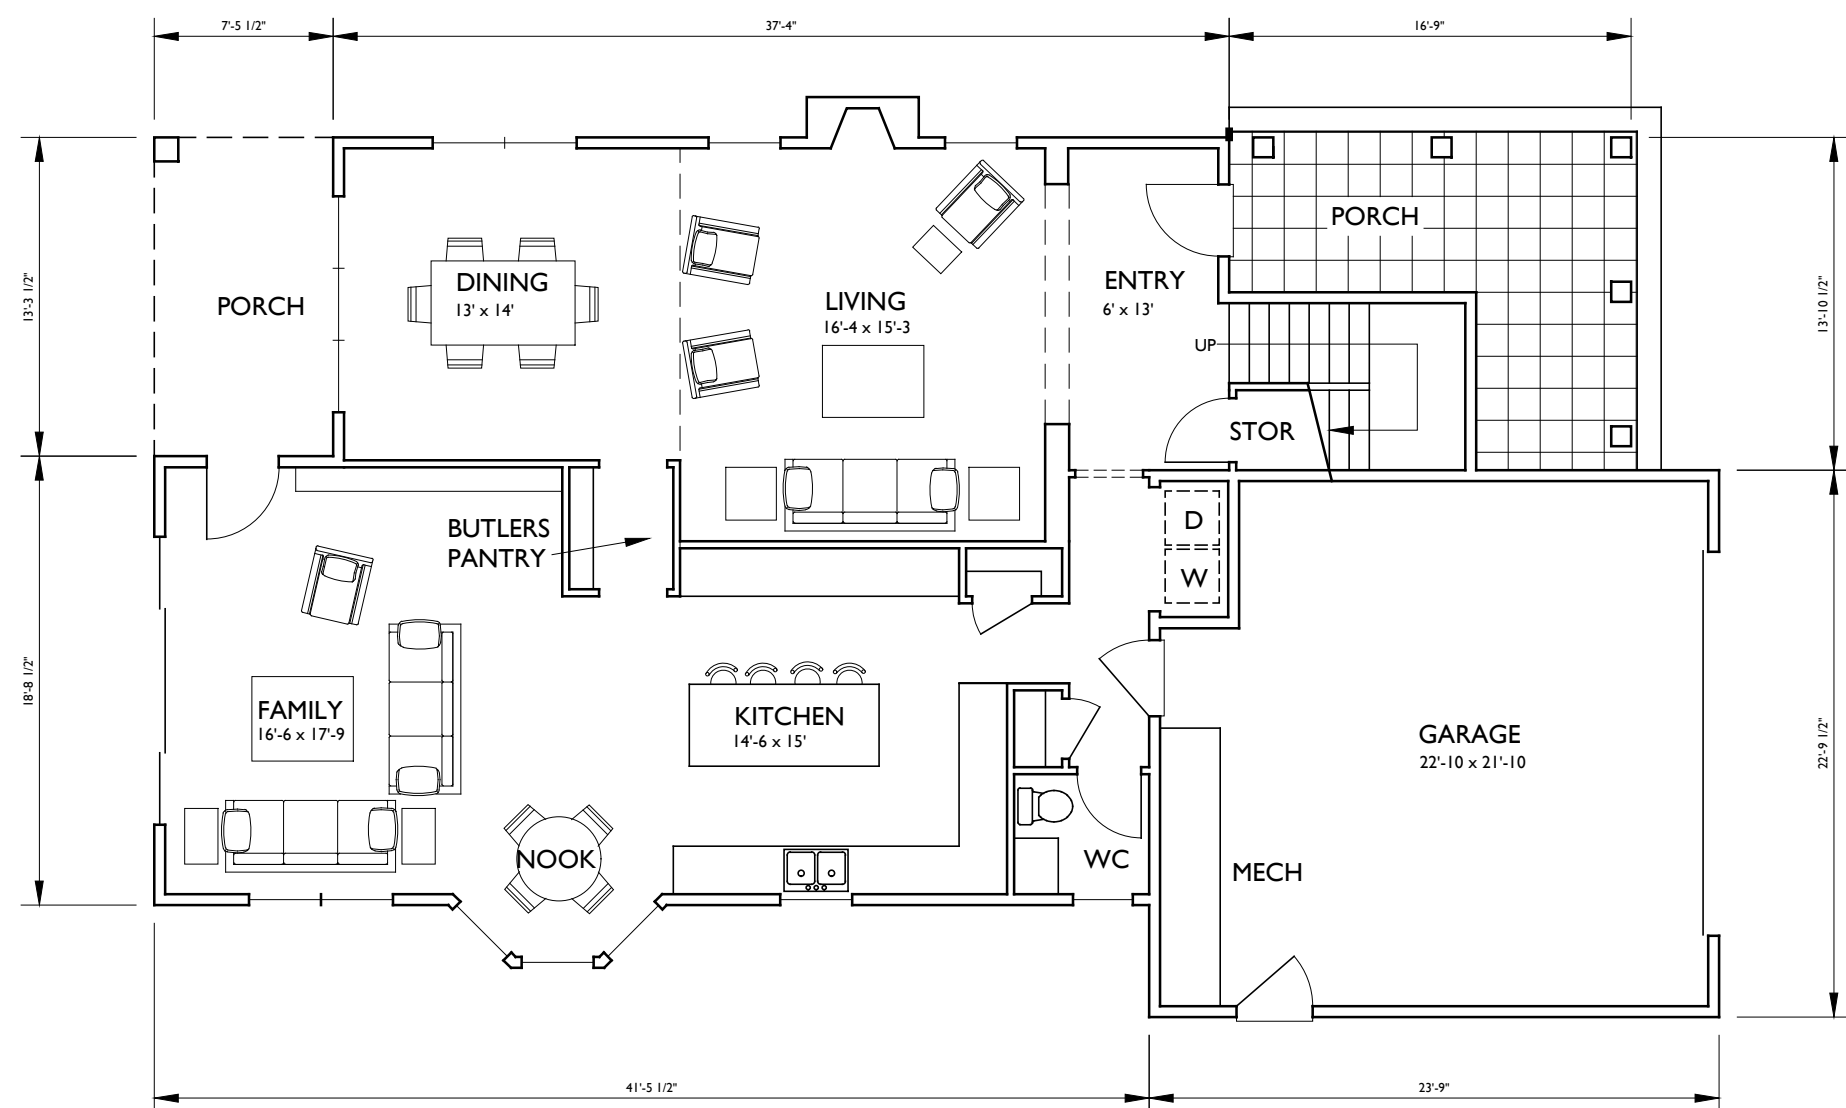 7'-5 1/2"
37'-4"
16'-9"
13'-3 1/2"
18'-8 1/2"
13'-10 1/2"
22'-9 1/2"
PORCH
DINING
13' x 14'
LIVING
16'-4 x 15'-3
ENTRY
6' x 13'
PORCH
UP
STOR
BUTLERS
PANTRY
D
W
FAMILY
16'-6 x 17'-9
KITCHEN
14'-6 x 15'
GARAGE
22'-10 x 21'-10
NOOK
WC
MECH
41'-5 1/2"
23'-9"